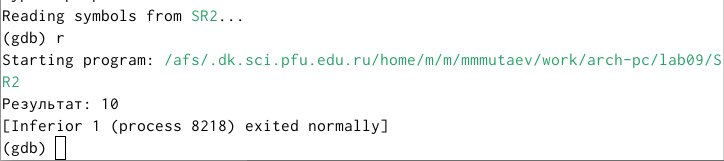 Reading symbols from SR2...
(gdb) r
Starting program: /afs/.dk.sci.pfu.edu.ru/home/m/m/mmmutaev/work/arch-pc/lab09/S
R2
Результат: 10
[Inferior 1 (process 8218) exited normally]
(gdb)